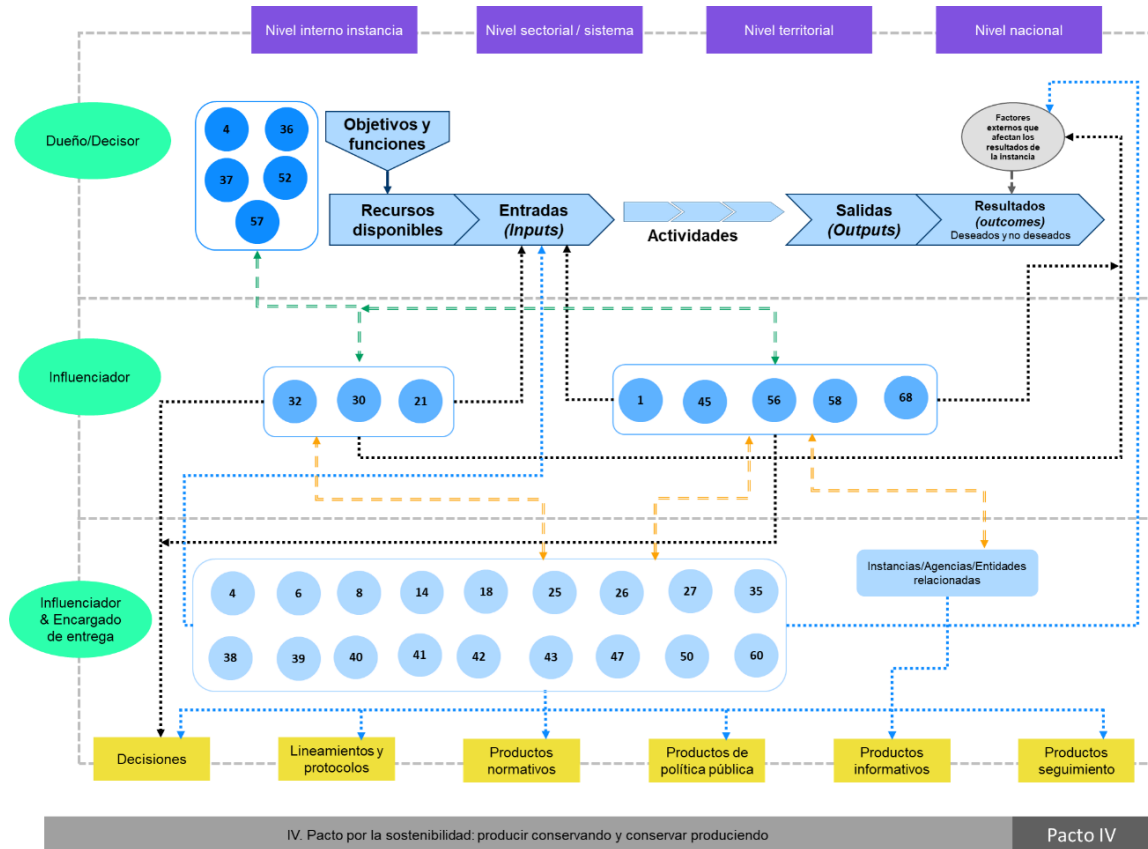 Nivel interno instancia
Nivel sectorial / sistema
Nivel territorial
Nivel nacional
Dueño/Decisor
4
36
37
52
57
Objetivos y
funciones
Recursos
disponibles
Entradas
(Inputs)
Actividades
Salidas
(Outputs)
Resultados
(outcomes)
Deseados y no deseados
Factores
externos que
afectan los
resultados de
la instancia
Influenciador
32
30
21
1
45
56
58
68
Influenciador
& Encargado
de entrega
4
6
8
14
18
25
26
27
35
38
39
40
41
42
43
47
50
60
Instancias/Agencias/Entidades
relacionadas
Decisiones
Lineamientos y
protocolos
Productos
normativos
Productos de
política pública
Productos
informativos
Productos
seguimiento
IV. Pacto por la sostenibilidad: producir conservando y conservar produciendo
Pacto IV